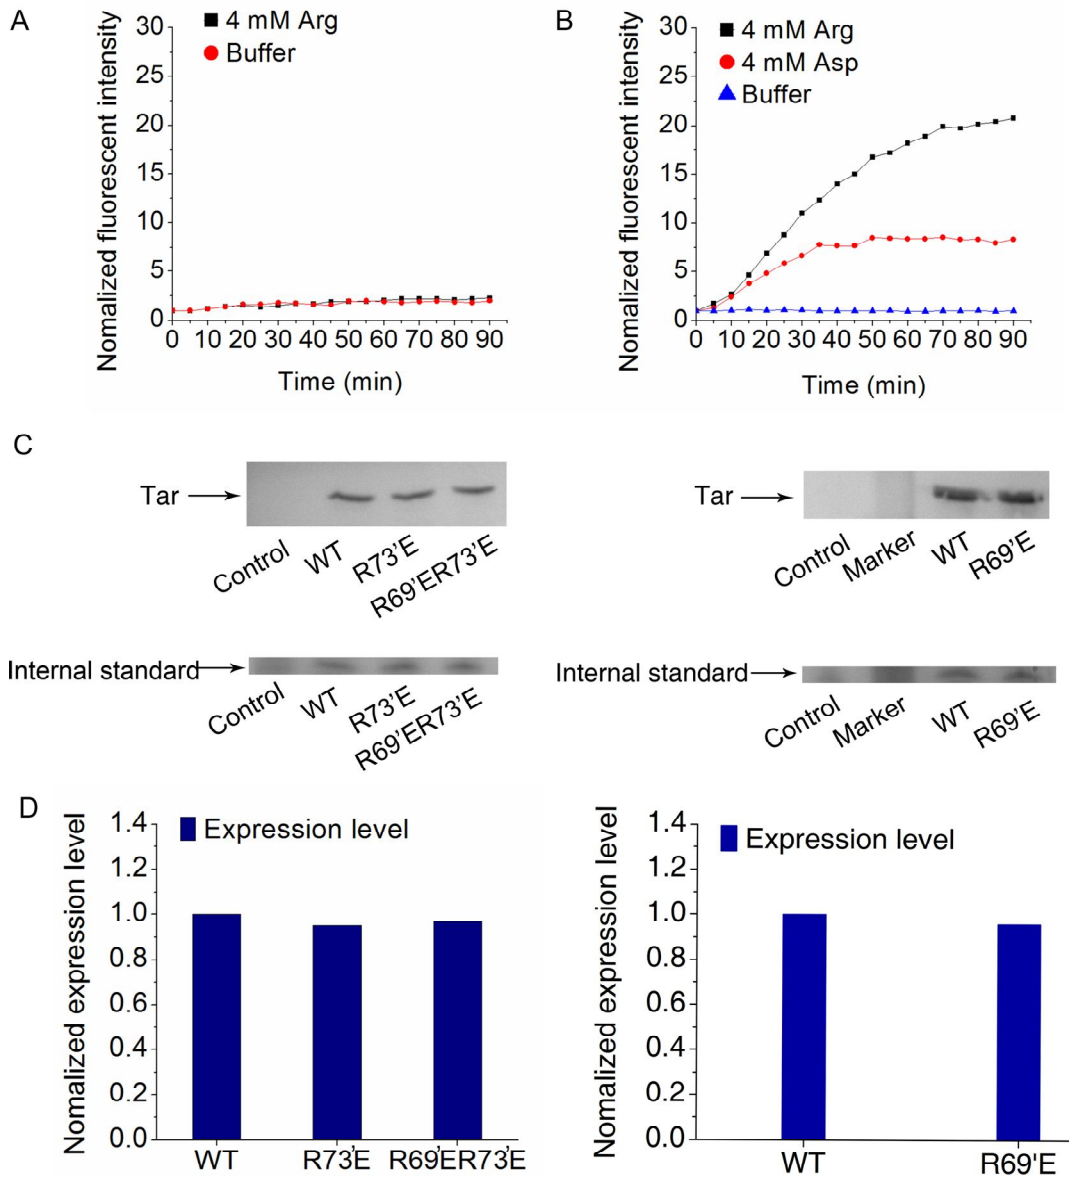 A
Nomalized fluorescent intensity
30
25
20
15
10
5
0
4 mM Arg
Buffer
0 10 20 30 40 50 60 70 80 90
Time (min)
B
Nomalized fluorescent intensity
30
25
20
15
10
5
0
4 mM Arg
4 mM Asp
Buffer
0 10 20 30 40 50 60 70 80 90
Time (min)
C
Tar
Control WT R73'E R69'ER73'E
Tar
Control Marker WT R69'E
Internal standard
Control WT R73'E R69'ER73'E
Internal standard
Control Marker WT R69'E
D
Nomalized expression level
1.4
1.2
1.0
0.8
0.6
0.4
0.2
0.0
Expression level
WT R73'E R69'ER73'E
Nomalized expression level
1.4
1.2
1.0
0.8
0.6
0.4
0.2
0.0
Expression level
WT R69'E